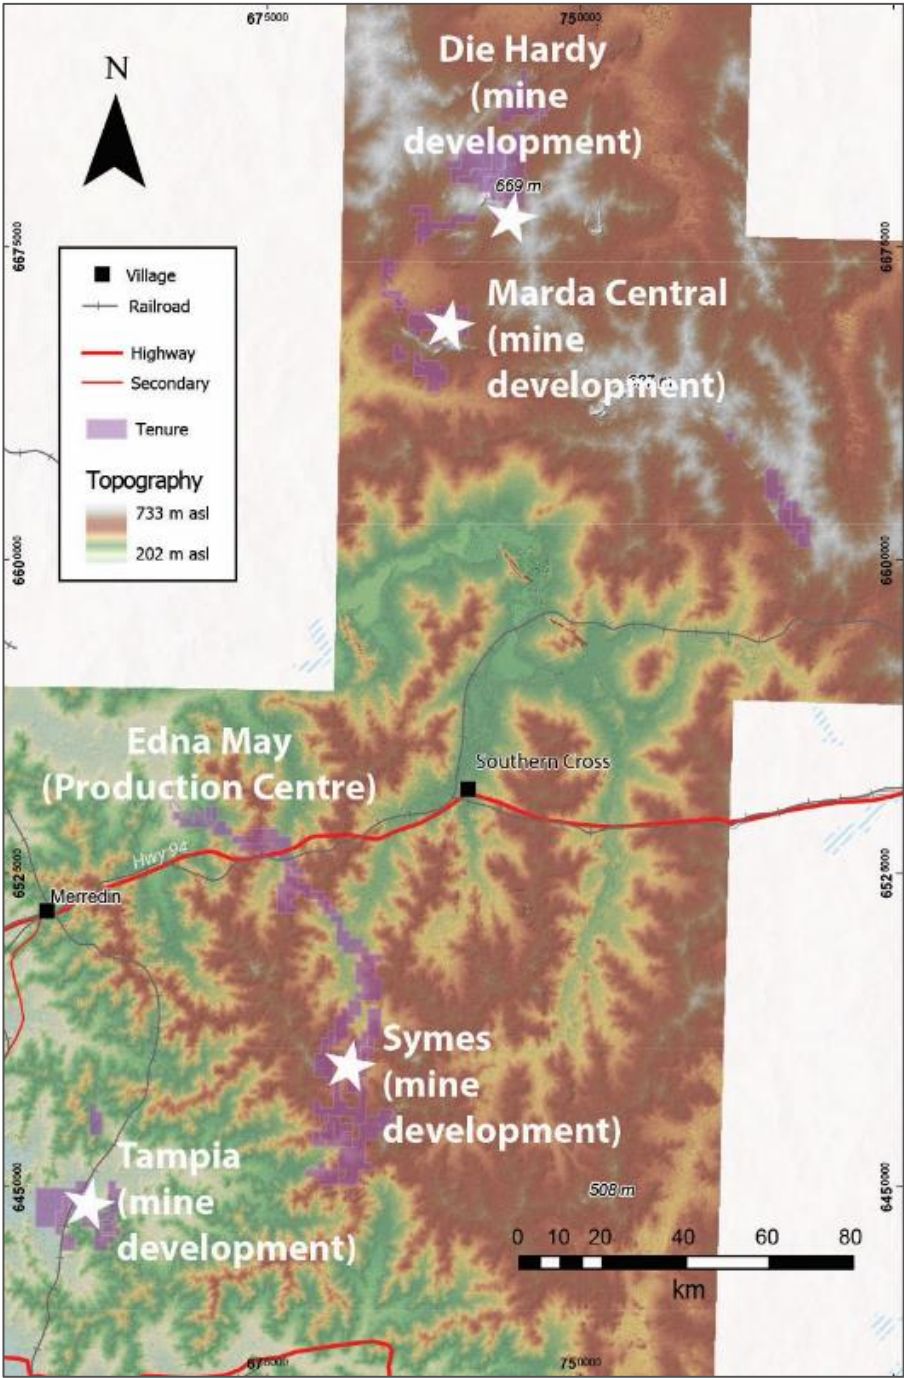 675000
750000
Die Hardy
(mine
development)
N
669 m
6675000
6675000
Village
Railroad
Highway
Secondary
Tenure
Topography
733 m asl
202 m asl
Marda Central
(mine
development)
6600000
6600000
Edna May
(Production Centre)
Southern Cross
Hwy 94
6525000
6525000
Merredin
Symes
(mine
development)
Tampia
(mine
development)
6450000
6450000
508 m
0 10 20 40 60 80
km
675000
750000